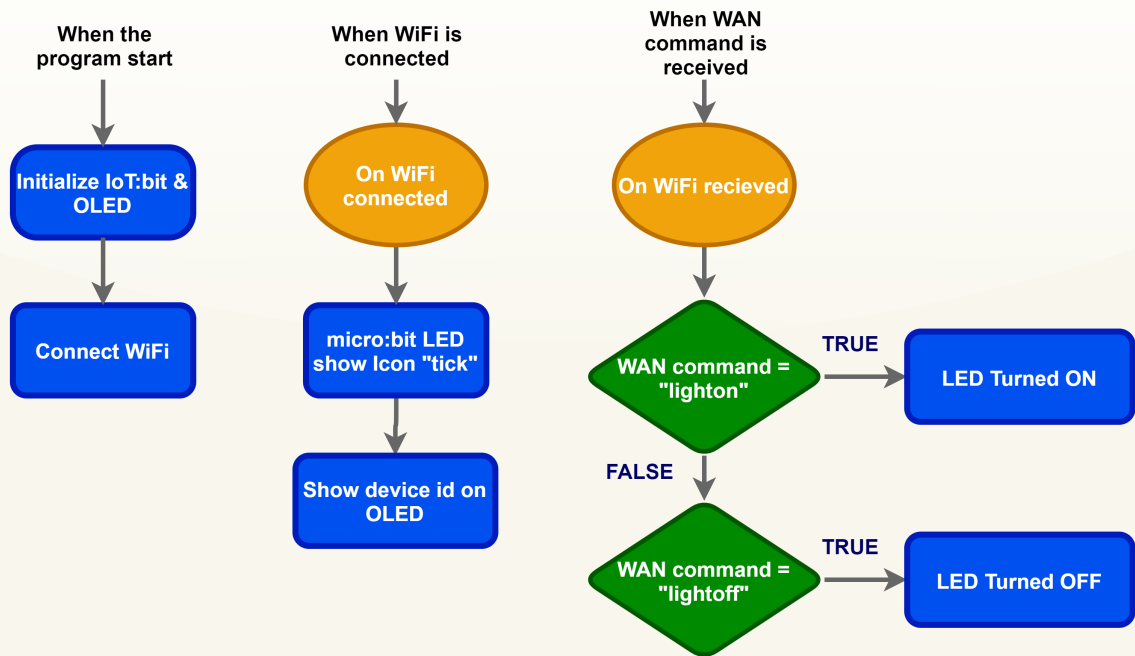 When the
program start
Initialize IoT:bit &
OLED
Connect WiFi
When WiFi is
connected
On WiFi
connected
micro:bit LED
show Icon "tick"
Show device id on
OLED
When WAN
command is
received
On WiFi recieved
WAN command =
"lighton"
TRUE
LED Turned ON
FALSE
WAN command =
"lightoff"
TRUE
LED Turned OFF